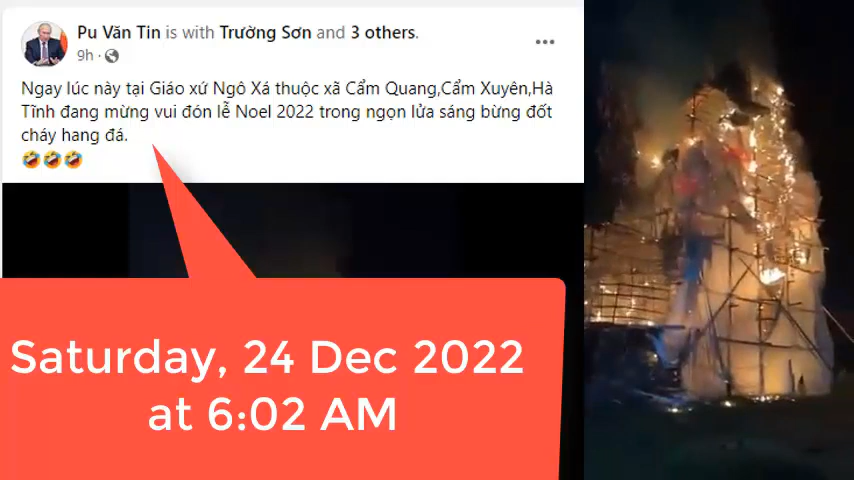 Pu Văn Tin is with Trường Sơn and 3 others.
9h ·
Ngay lúc này tại Giáo xứ Ngô Xá thuộc xã Cẩm Quang,Cẩm Xuyên,Hà
Tĩnh đang mừng vui đón lễ Noel 2022 trong ngọn lửa sáng bừng đốt
cháy hang đá.
🤣🤣🤣
Saturday, 24 Dec 2022
at 6:02 AM